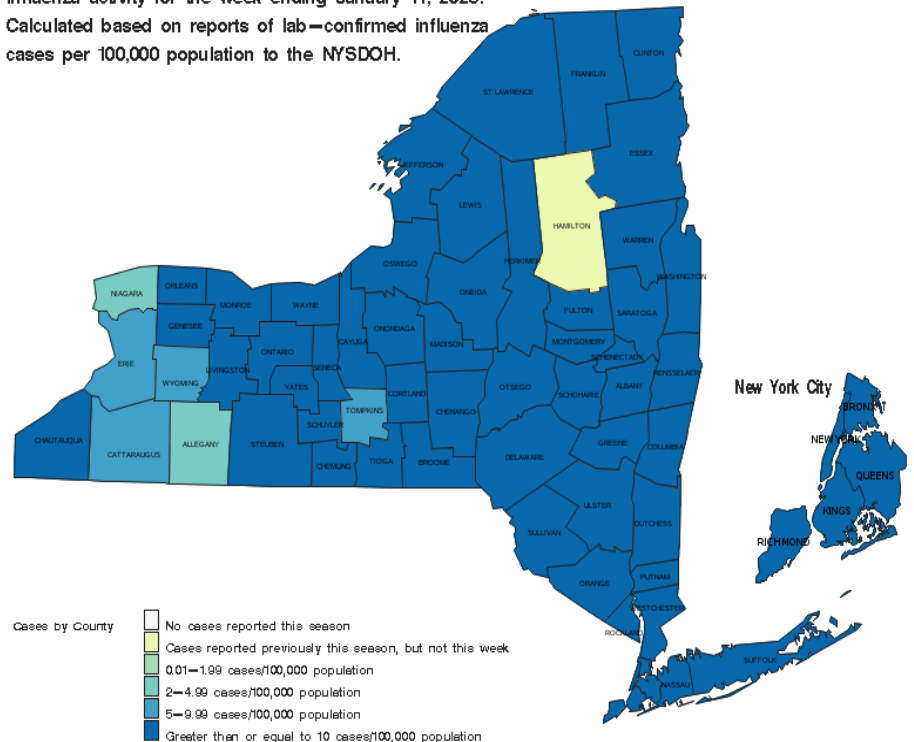 Calculated based on reports of lab-confirmed influenza
cases per 100,000 population to the NYSDOH.
CLINTON
FRANKLIN
ST LAWRENCE
ESSEX
JEFFERSON
LEWIS
HAMILTON
WARREN
HERKIMER
OSWEGO
WASHINGTON
ORLEANS
NIAGARA
ONEIDA
MONROE
WAYNE
FULTON
SARATOGA
GENESEE
ONONDAGA
CAYUGA
MADISON
MONTGOMERY
ONTARIO
SCHENECTADY
ERIE
SENECA
LIVINGSTON
RENSSELAER
WYOMING
YATES
OTSEGO
ALBANY
New York City
CORTLAND
SCHOHARIE
TOMPKINS
CHENANGO
BRONX
SCHUYLER
CHAUTAUQUA
ALLEGANY
STEUBEN
GREENE
COLUMBIA
NEW YORK
CATTARAUGUS
DELAWARE
TIOGA
BROOME
CHEMUNG
QUEENS
ULSTER
KINGS
DUTCHESS
SULLIVAN
RICHMOND
PUTNAM
ORANGE
WESTCHESTER
ROCKLAND
SUFFOLK
NASSAU
Cases by County
No cases reported this season
Cases reported previously this season, but not this week
0.01-1.99 cases/100,000 population
2-4.99 cases/100,000 population
5-9.99 cases/100,000 population
Greater than or equal to 10 cases/100,000 population